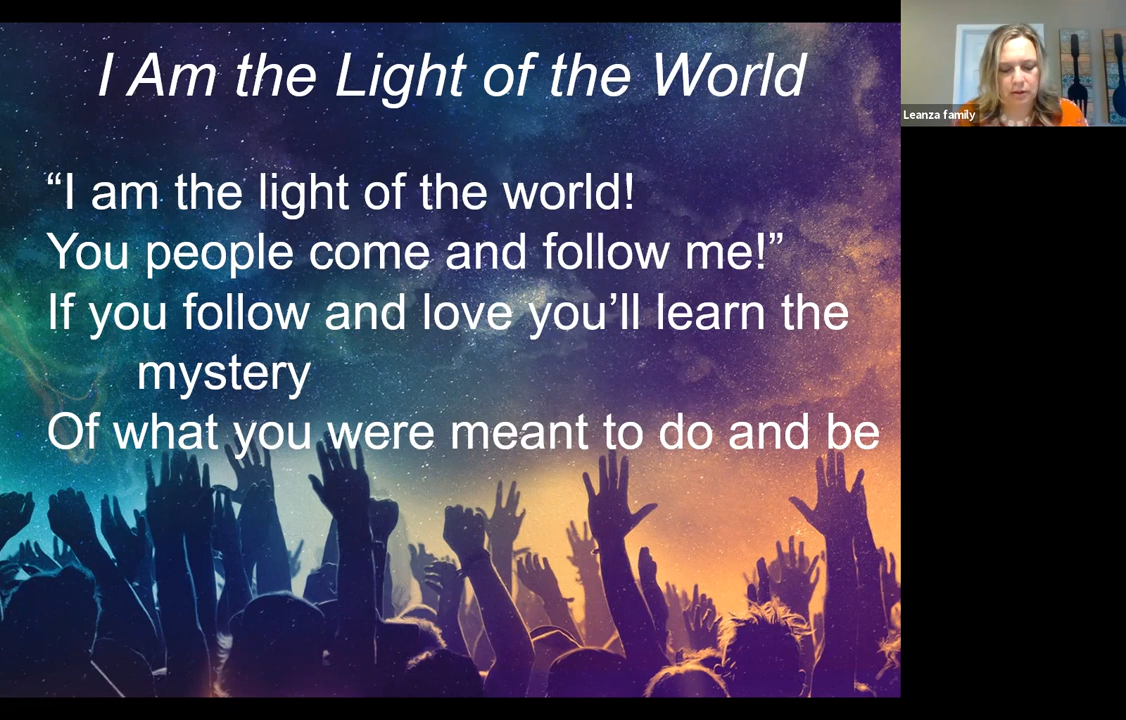 I Am the Light of the World
“I am the light of the world!
You people come and follow me!”
If you follow and love you’ll learn the
mystery
Of what you were meant to do and be
Leanza family